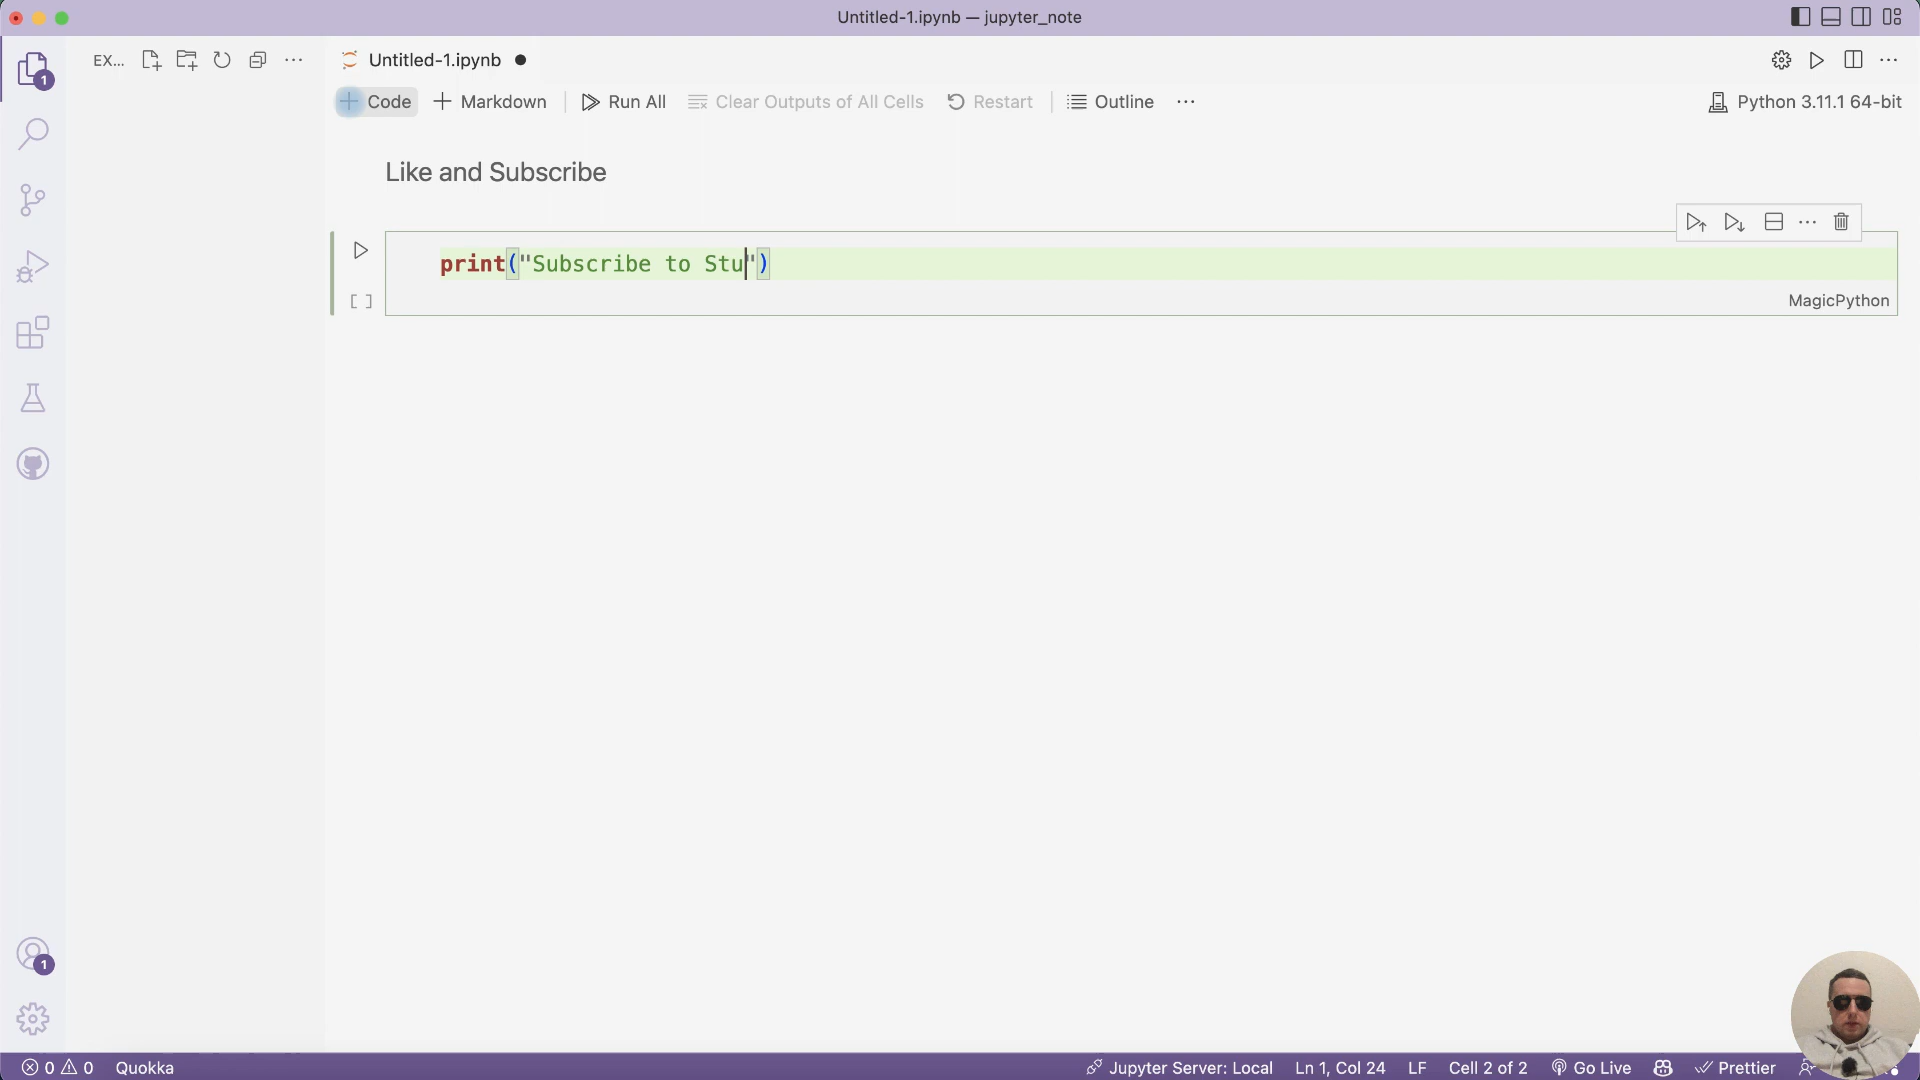 Untitled-1.ipynb — jupyter_note
EX...
Untitled-1.ipynb
Code
Markdown
Run All
Clear Outputs of All Cells
Restart
Outline
Python 3.11.1 64-bit
Like and Subscribe
print("Subscribe to Stu")
[ ]
MagicPython
1
1
0
0
Quokka
Jupyter Server: Local
Ln 1, Col 24
LF
Cell 2 of 2
Go Live
Prettier